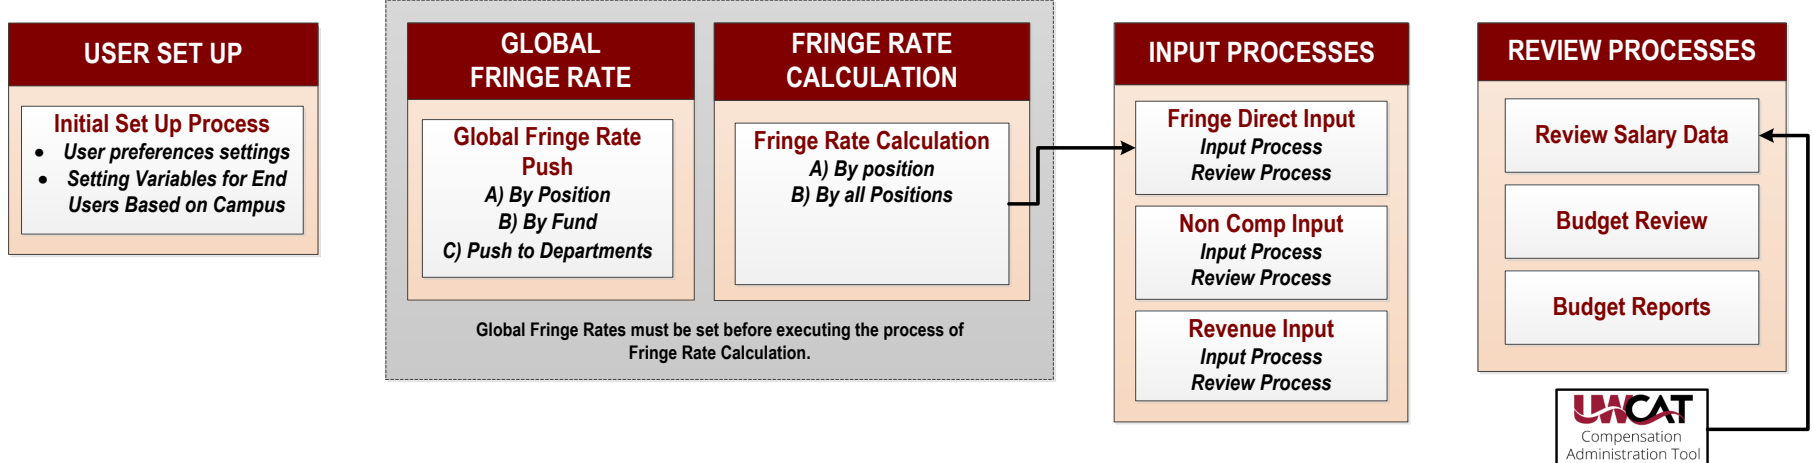 USER SET UP
Initial Set Up Process
• User preferences settings
• Setting Variables for End
Users Based on Campus
GLOBAL
FRINGE RATE
Global Fringe Rate
Push
A) By Position
B) By Fund
C) Push to Departments
FRINGE RATE
CALCULATION
Fringe Rate Calculation
A) By position
B) By all Positions
Global Fringe Rates must be set before executing the process of
Fringe Rate Calculation.
INPUT PROCESSES
Fringe Direct Input
Input Process
Review Process
Non Comp Input
Input Process
Review Process
Revenue Input
Input Process
Review Process
REVIEW PROCESSES
Review Salary Data
Budget Review
Budget Reports
UWCAT
Compensation
Administration Tool